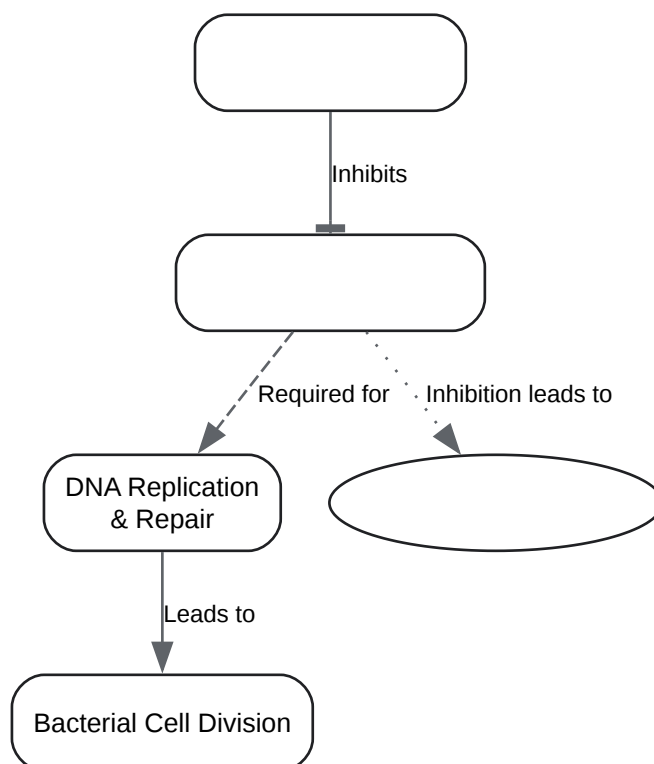 Inhibits
Required for
Inhibition leads to
DNA Replication
& Repair
Leads to
Bacterial Cell Division